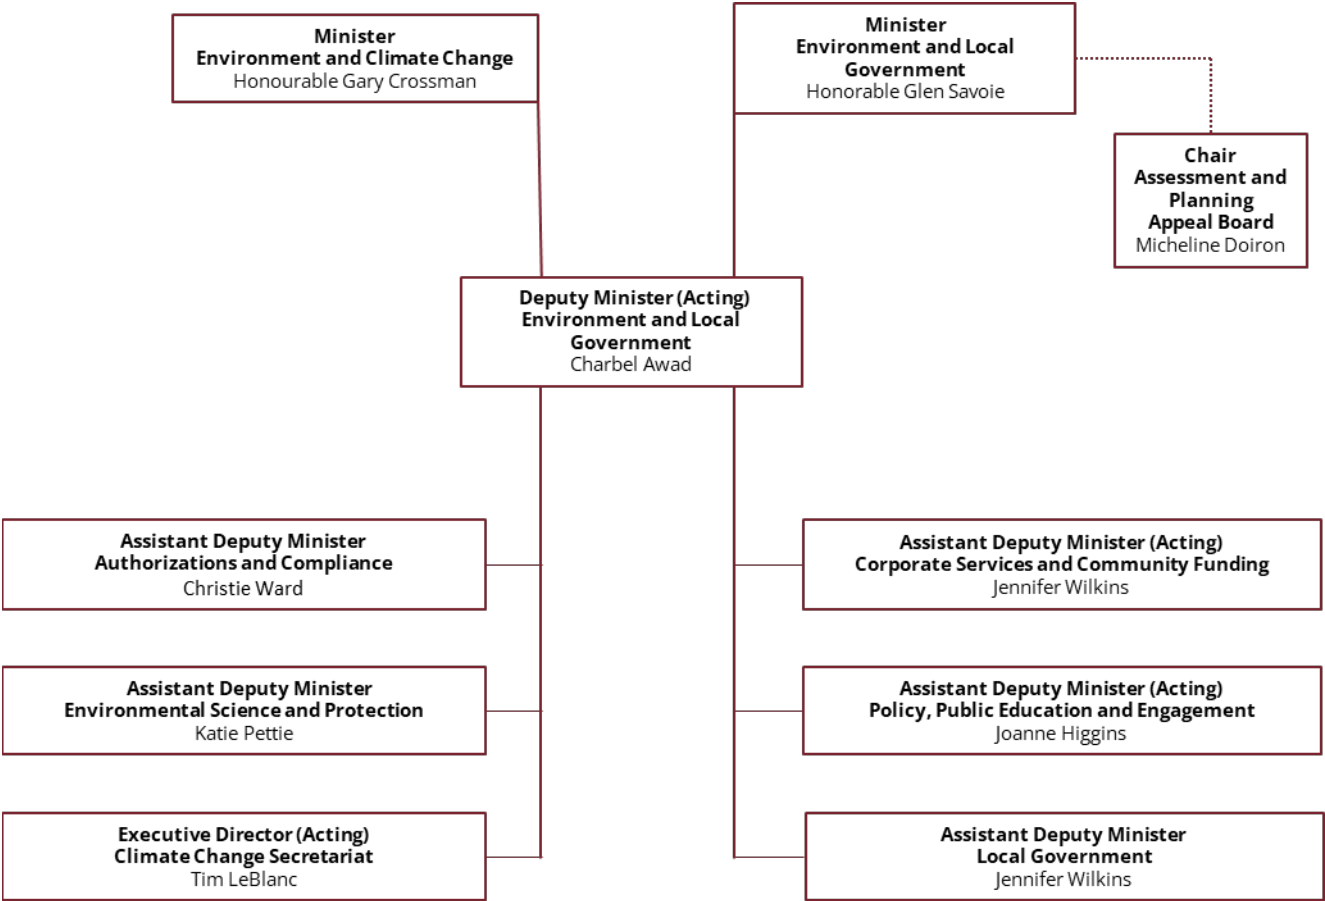 Minister
Environment and Climate Change
Honourable Gary Crossman
Minister
Environment and Local
Government
Honorable Glen Savoie
Chair
Assessment and
Planning
Appeal Board
Micheline Doiron
Deputy Minister (Acting)
Environment and Local
Government
Charbel Awad
Assistant Deputy Minister
Authorizations and Compliance
Christie Ward
Assistant Deputy Minister (Acting)
Corporate Services and Community Funding
Jennifer Wilkins
Assistant Deputy Minister
Environmental Science and Protection
Katie Pettie
Assistant Deputy Minister (Acting)
Policy, Public Education and Engagement
Joanne Higgins
Executive Director (Acting)
Climate Change Secretariat
Tim LeBlanc
Assistant Deputy Minister
Local Government
Jennifer Wilkins